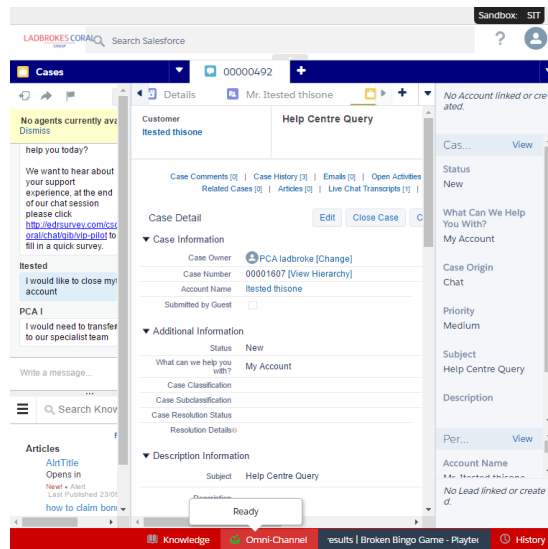 Sandbox: SIT
LADBROKES CORAL
GROUP
Search Salesforce
?
Cases
00000492
No agents currently ava
Dismiss
help you today?
We want to hear about
your support
experience, at the end
of our chat session
please click
http://edrsurvey.com/csc
oral/chat/gib/vip-pilot to
fill in a quick survey.
Itested
I would like to close my
account
PCA I
I would need to transfer
to our specialist team
Write a message...
Search Know
Articles
AlrtTitle
Opens in
New! • Alert
Last Published 23/08
how to claim bon
Details
Mr. Itested thisone
Customer
Itested thisone
Help Centre Query
Case Comments [0] | Case History [3] | Emails [0] | Open Activities
Related Cases [0] | Articles [0] | Live Chat Transcripts [1] |
Case Detail
Edit
Close Case
C
Case Information
Case Owner PCA ladbroke [Change]
Case Number 00001607 [View Hierarchy]
Account Name Itested thisone
Submitted by Guest
Additional Information
Status New
What can we help you with? My Account
Case Classification
Case Subclassification
Case Resolution Status
Resolution Details
Description Information
Subject Help Centre Query
Description
Ready
No Account linked or cre
ated.
Cas...
View
Status
New
What Can We Help
You With?
My Account
Case Origin
Chat
Priority
Medium
Subject
Help Centre Query
Description
Per...
View
Account Name
Mr. Itested thisone
No Lead linked or create
d.
Knowledge
Omni-Channel
esults | Broken Bingo Game - Playte
History